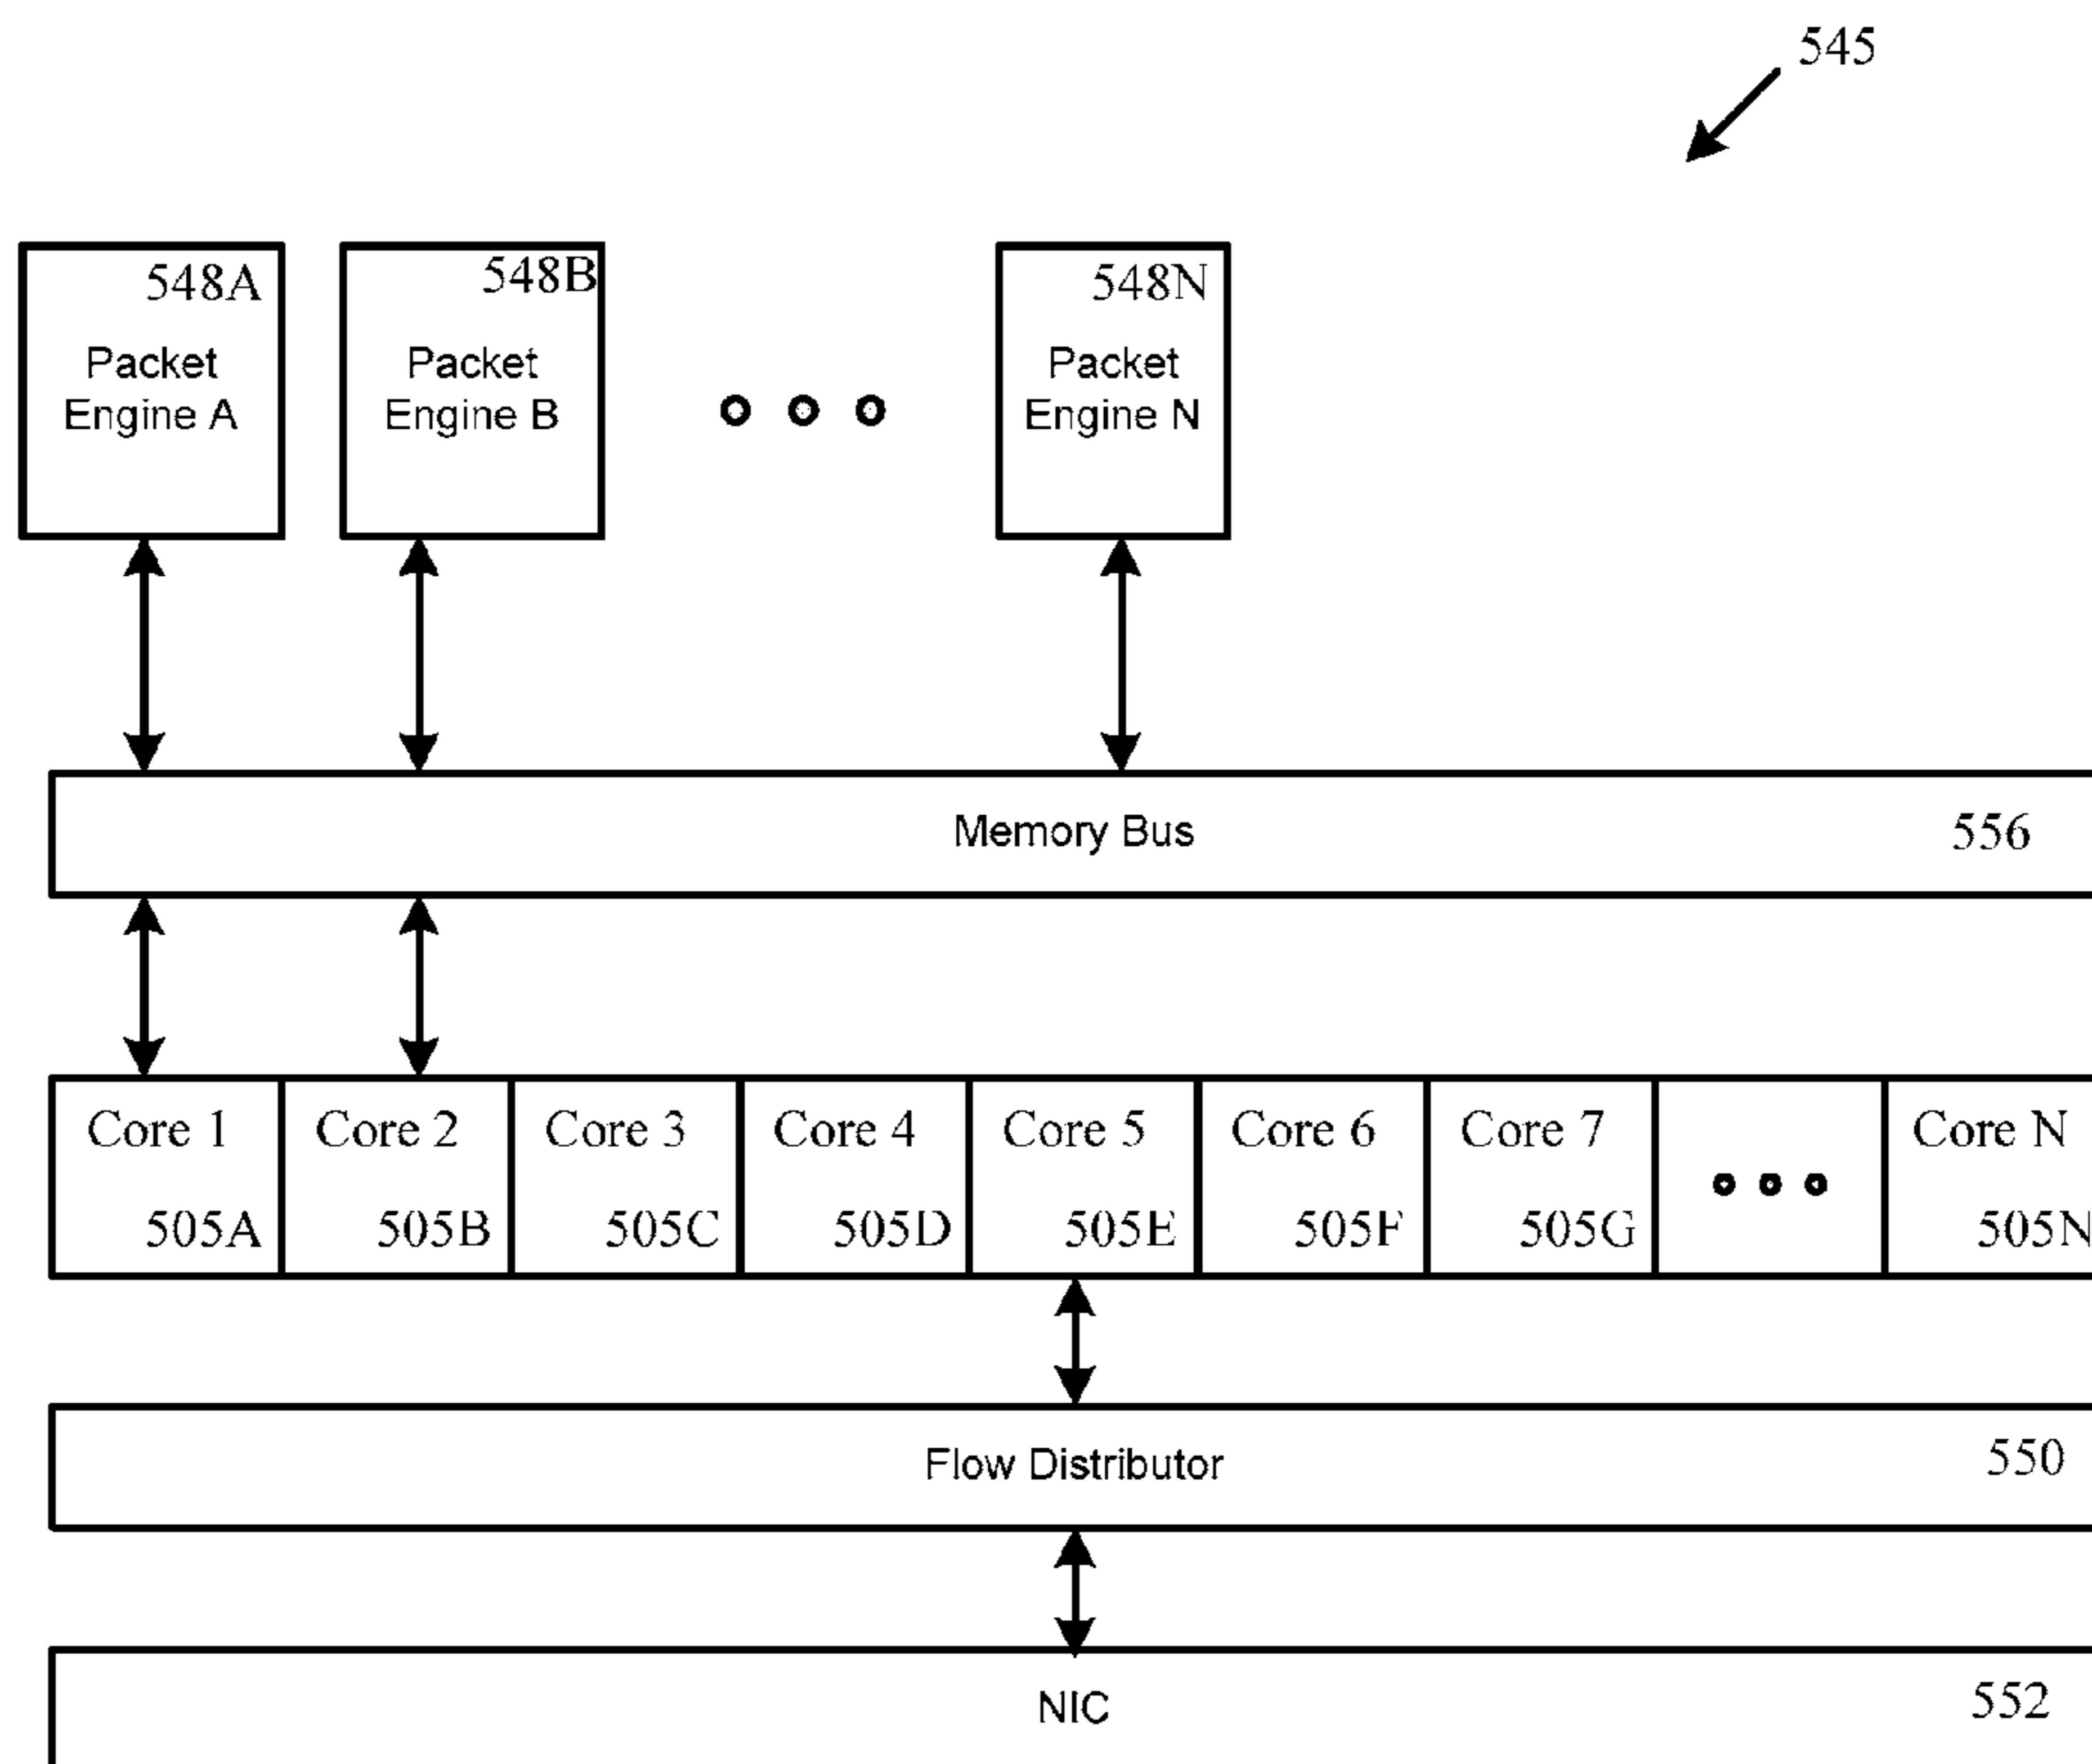 545
548A
Packet
Engine A
548B
Packet
Engine B
548N
Packet
Engine N
Memory Bus
556
Core 1
505A
Core 2
505B
Core 3
505C
Core 4
505D
Core 5
505E
Core 6
505F
Core 7
505G
Core N
505N
Flow Distributor
550
NIC
552